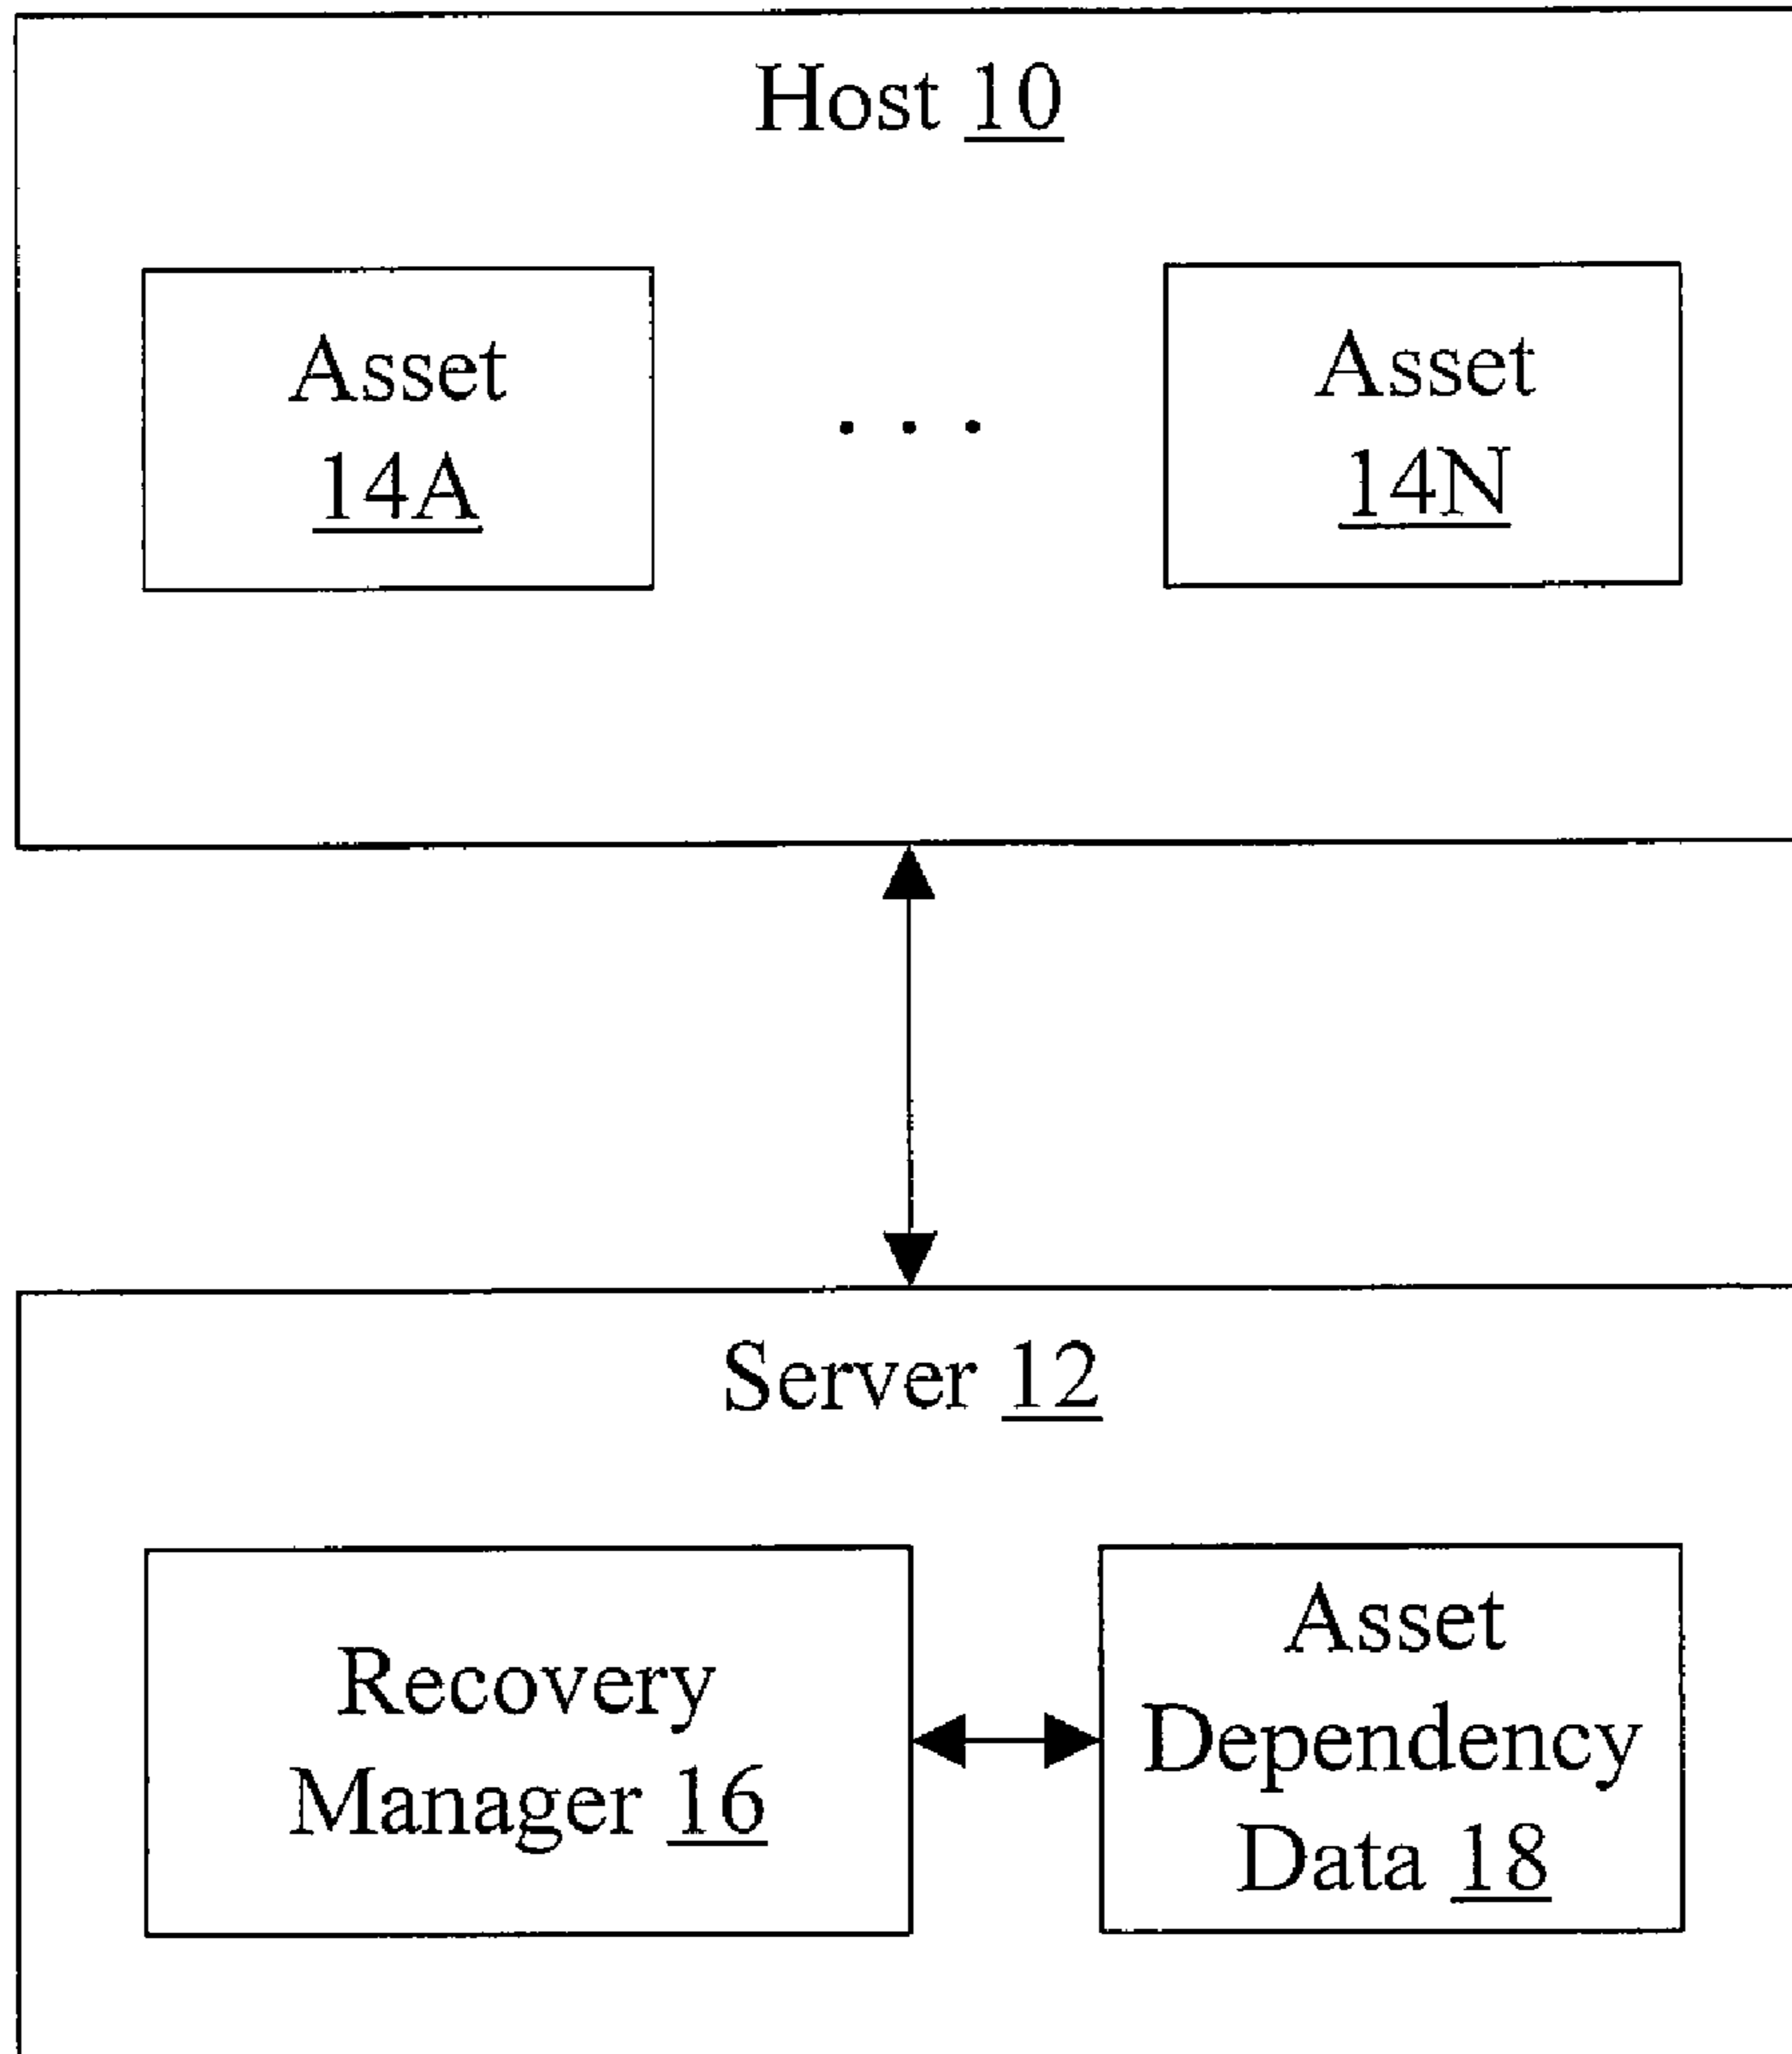 Host 10
Asset
14A
. . .
Asset
14N
Server 12
Recovery
Manager 16
Asset
Dependency
Data 18